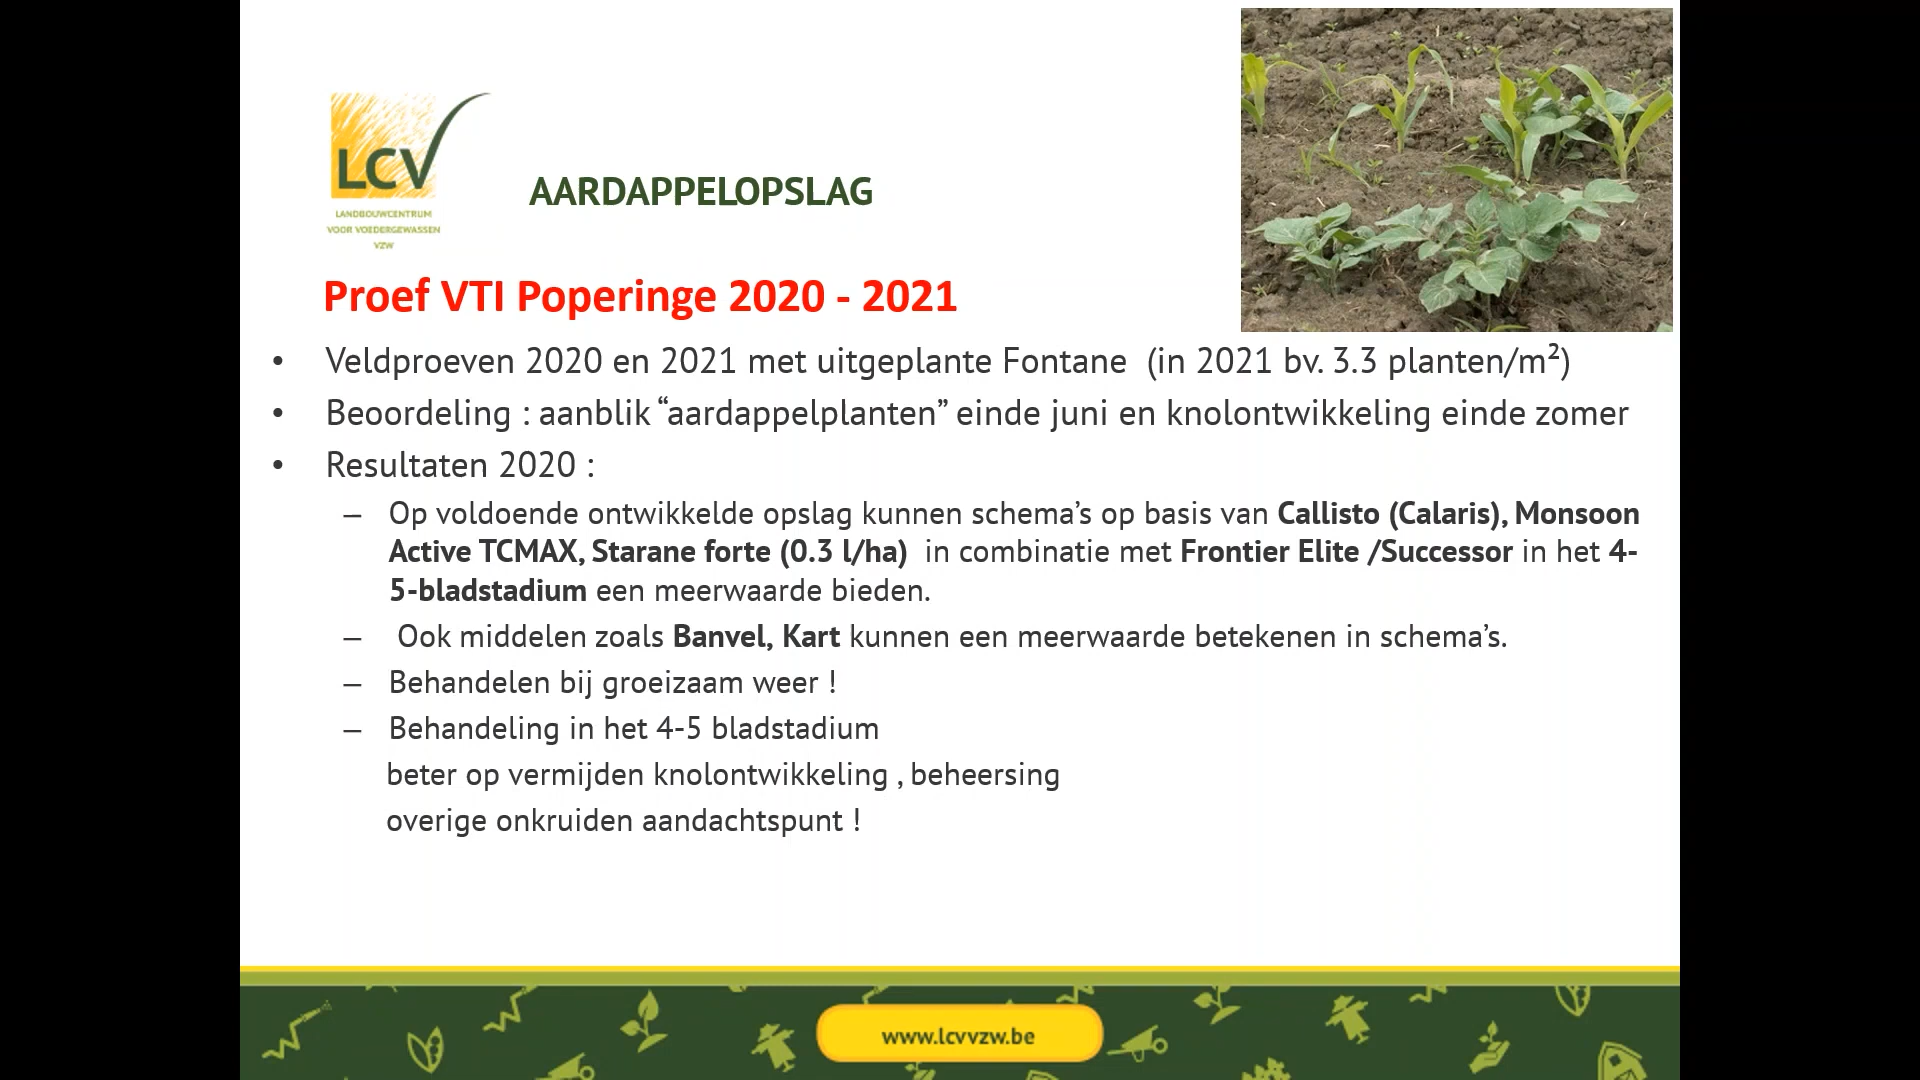 LCV
LANDBOUWCENTRUM
VOOR VOEDERGEWASSEN
VZW
AARDAPPELOPSLAG
Proef VTI Poperinge 2020 - 2021
• Veldproeven 2020 en 2021 met uitgeplante Fontane (in 2021 bv. 3.3 planten/m²)
• Beoordeling : aanblik “aardappelplanten” einde juni en knolontwikkeling einde zomer
• Resultaten 2020 :
– Op voldoende ontwikkelde opslag kunnen schema’s op basis van Callisto (Calaris), Monsoon
Active TCMAX, Starane forte (0.3 l/ha) in combinatie met Frontier Elite /Successor in het 4-
5-bladstadium een meerwaarde bieden.
– Ook middelen zoals Banvel, Kart kunnen een meerwaarde betekenen in schema’s.
– Behandelen bij groeizaam weer !
– Behandeling in het 4-5 bladstadium
beter op vermijden knolontwikkeling , beheersing
overige onkruiden aandachtspunt !
www.lcvvzw.be